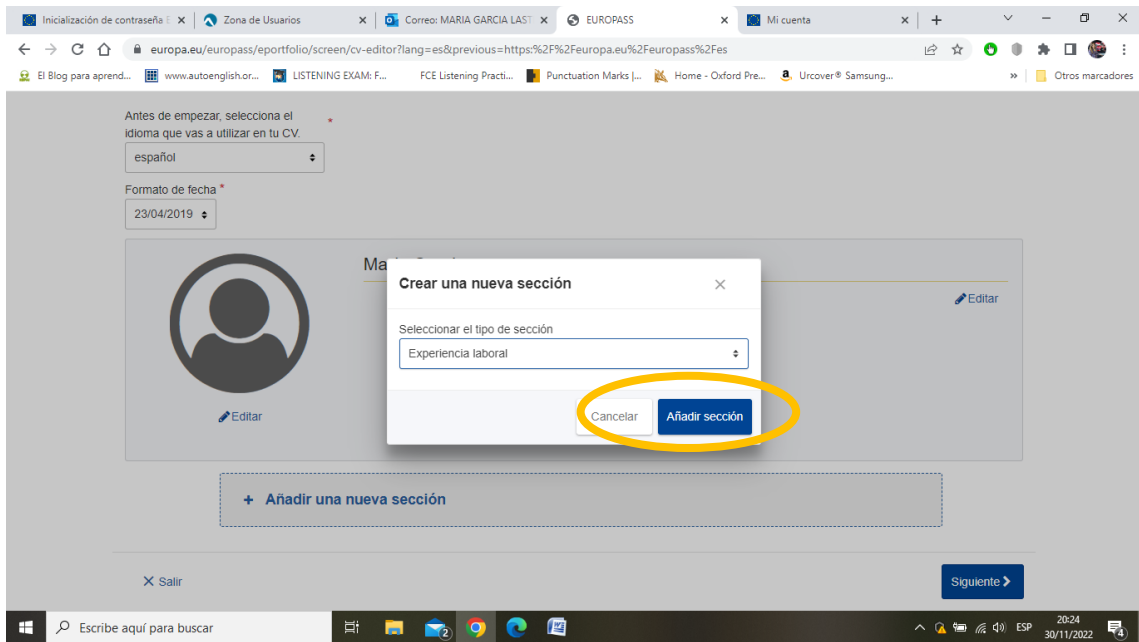 Inicialización de contraseña E
Zona de Usuarios
Correo: MARIA GARCIA LAST
EUROPASS
Mi cuenta
europa.eu/europass/eportfolio/screen/cv-editor?lang=es&previous=https:%2F%2Feuropa.eu%2Feuropass%2Fes
El Blog para aprend...
www.autoenglish.or...
LISTENING EXAM: F...
FCE Listening Practi...
Punctuation Marks |...
Home - Oxford Pre...
Urcover® Samsung...
»
Otros marcadores
Antes de empezar, selecciona el *
idioma que vas a utilizar en tu CV.
español
Formato de fecha *
23/04/2019
Ma
Editar
Crear una nueva sección
Seleccionar el tipo de sección
Experiencia laboral
Cancelar
Añadir sección
Editar
+ Añadir una nueva sección
Salir
Siguiente
Escribe aquí para buscar
2
ESP
20:24
30/11/2022
4